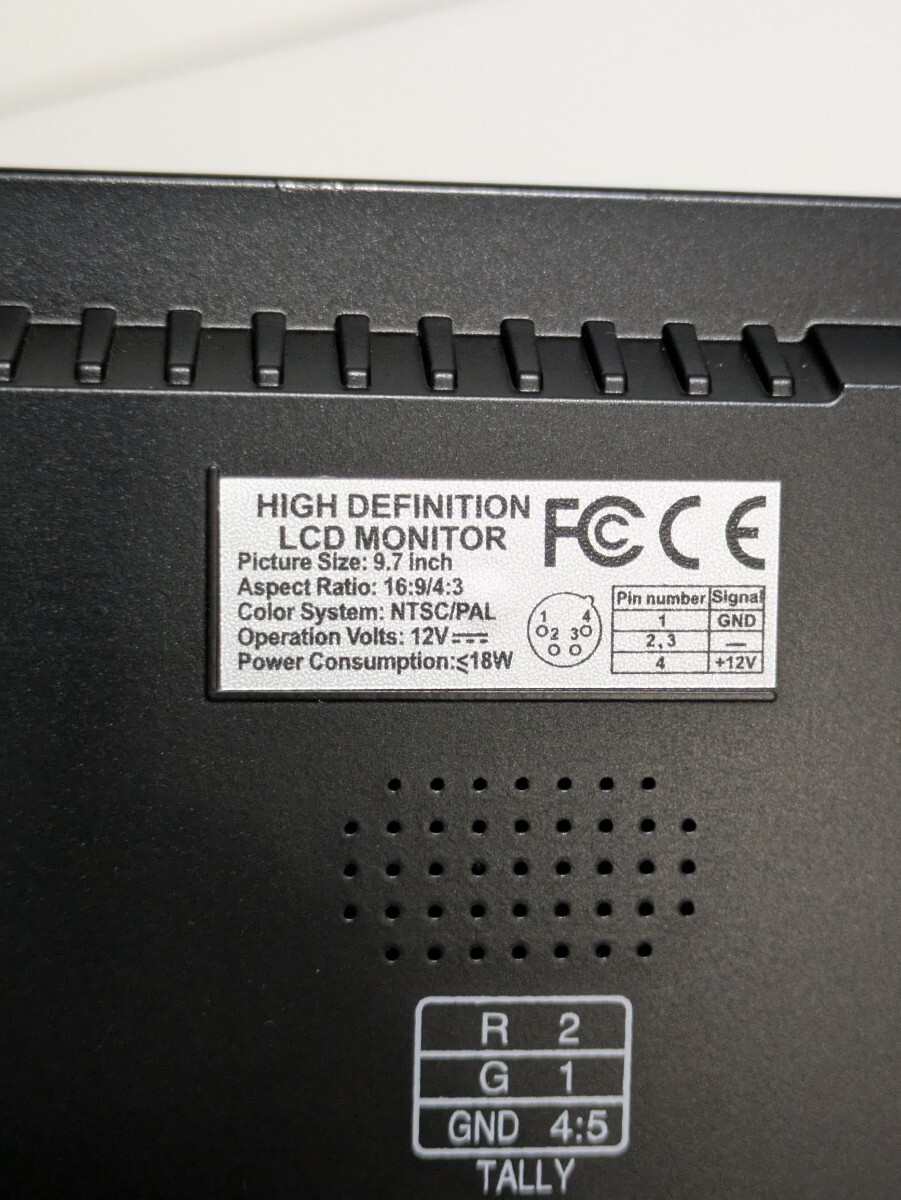 HIGH DEFINITION
LCD MONITOR
FCC CE
Picture Size: 9.7 inch
Aspect Ratio: 16:9/4:3
Color System: NTSC/PAL
Operation Volts: 12V⎓
Power Consumption:≤18W
1 4
2 3
Pin number Signal
1 GND
2,3 —
4 +12V
R 2
G 1
GND 4:5
TALLY